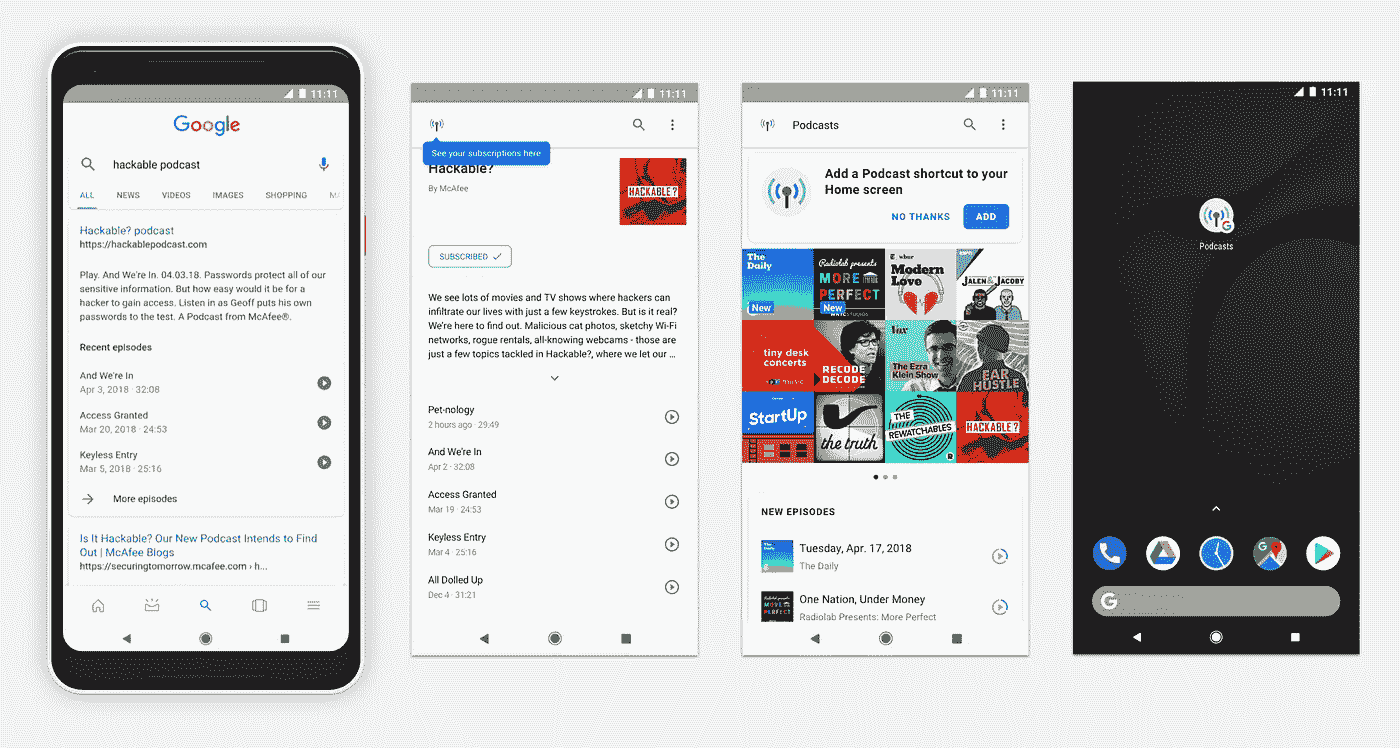 11:11
Google
hackable podcast
ALL NEWS VIDEOS IMAGES SHOPPING MA
Hackable? podcast
https://hackablepodcast.com
Play. And We're In. 04.03.18. Passwords protect all of our
sensitive information. But how easy would it be for a
hacker to gain access. Listen in as Geoff puts his own
passwords to the test. A Podcast from McAfee®.
Recent episodes
And We're In
Apr 3, 2018 · 32:08
Access Granted
Mar 20, 2018 · 24:53
Keyless Entry
Mar 5, 2018 · 25:16
More episodes
Is It Hackable? Our New Podcast Intends to Find
Out | McAfee Blogs
https://securingtomorrow.mcafee.com › h...
11:11
See your subscriptions here
Hackable?
By McAfee
HACKABLE?
SUBSCRIBED
We see lots of movies and TV shows where hackers can
infiltrate our lives with just a few keystrokes. But is it real?
We're here to find out. Malicious cat photos, sketchy Wi-Fi
networks, rogue rentals, all-knowing webcams - those are
just a few topics tackled in Hackable?, where we let our ...
Pet-nology
2 hours ago · 29:49
And We're In
Apr 2 · 32:08
Access Granted
Mar 19 · 24:53
Keyless Entry
Mar 4 · 25:16
All Dolled Up
Dec 4 · 31:21
11:11
Podcasts
Add a Podcast shortcut to your
Home screen
NO THANKS ADD
The
Daily
New
Radiolab presents
MORE
PERFECT
New
WNYC STUDIOS
wbur
Modern
Love
JALEN & JACOBY
tiny desk
concerts
RECODE
DECODE
Vox
The Ezra
Klein Show
EAR
HUSTLE
StartUp
the truth
THE
REWATCHABLES
HACKABLE?
NEW EPISODES
Tuesday, Apr. 17, 2018
The Daily
One Nation, Under Money
Radiolab Presents: More Perfect
11:11
Podcasts